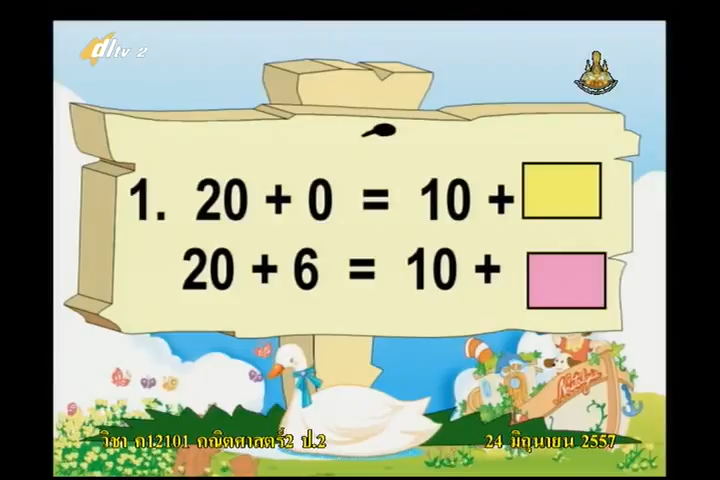 dltv 2
1. 20 + 0 = 10 +
20 + 6 = 10 +
วิชา ค12101 คณิตศาสตร์2 ป.2
24 มิถุนายน 2557